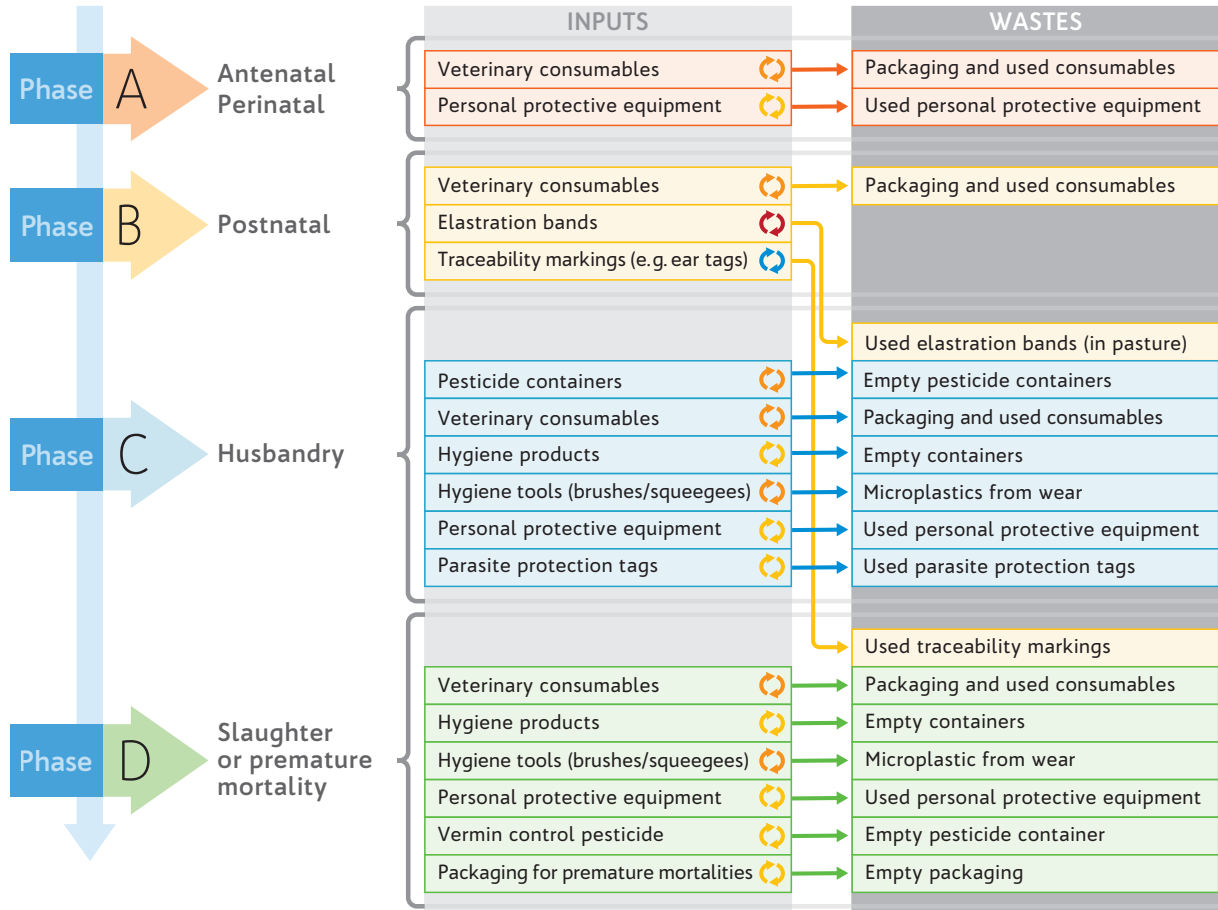 INPUTS
WASTES
Phase A
Antenatal
Perinatal
Veterinary consumables
Packaging and used consumables
Personal protective equipment
Used personal protective equipment
Phase B
Postnatal
Veterinary consumables
Packaging and used consumables
Elastration bands
Traceability markings (e.g. ear tags)
Used elastration bands (in pasture)
Phase C
Husbandry
Pesticide containers
Empty pesticide containers
Veterinary consumables
Packaging and used consumables
Hygiene products
Empty containers
Hygiene tools (brushes/squeegees)
Microplastics from wear
Personal protective equipment
Used personal protective equipment
Parasite protection tags
Used parasite protection tags
Used traceability markings
Phase D
Slaughter
or premature
mortality
Veterinary consumables
Packaging and used consumables
Hygiene products
Empty containers
Hygiene tools (brushes/squeegees)
Microplastic from wear
Personal protective equipment
Used personal protective equipment
Vermin control pesticide
Empty pesticide container
Packaging for premature mortalities
Empty packaging